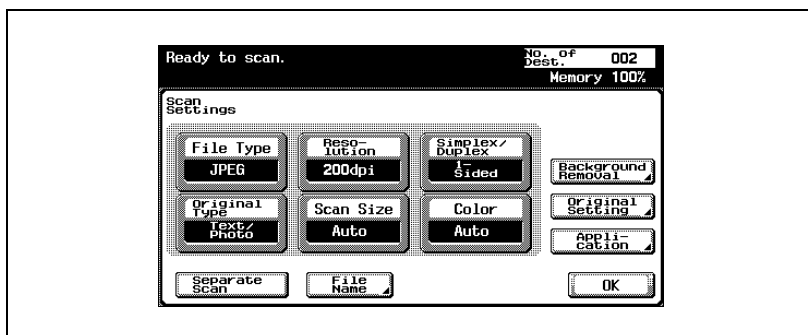 Ready to scan.
No. of
Dest.
002
Memory 100%
Scan
Settings
File Type
JPEG
Reso-
lution
200dpi
Simplex/
Duplex
1-
Sided
Background
Removal
Original
Type
Text/
Photo
Scan Size
Auto
Color
Auto
Original
Setting
Appli-
cation
Separate
Scan
File
Name
OK